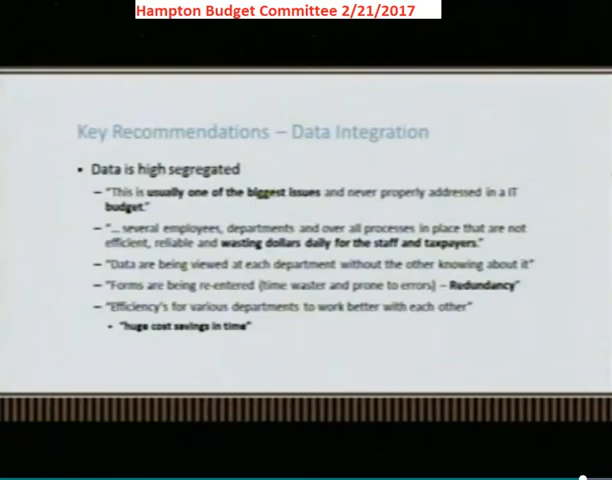 Hampton Budget Committee 2/21/2017
Key Recommendations – Data Integration
• Data is high segregated
– "This is usually one of the biggest issues and never properly addressed in a IT
budget."
– "... several employees, departments and over all processes in place that are not
efficient, reliable and wasting dollars daily for the staff and taxpayers."
– "Data are being viewed at each department without the other knowing about it"
– "Forms are being re-entered (time waster and prone to errors) – Redundancy"
– "Efficiency's for various departments to work better with each other"
• "huge cost savings in time"